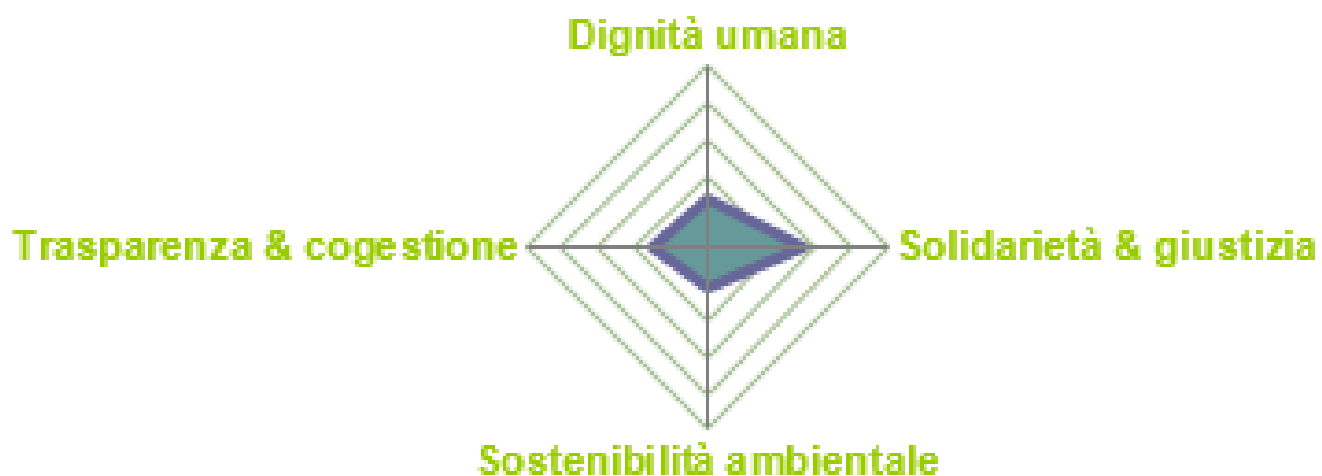 Dignità umana
Trasparenza & cogestione
Solidarietà & giustizia
Sostenibilità ambientale